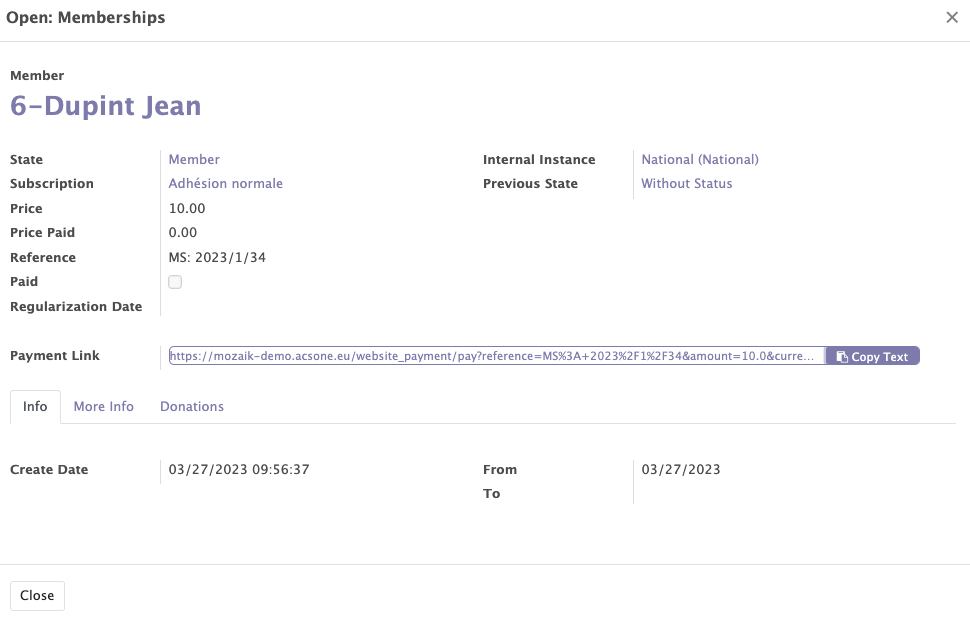 Open: Memberships
Member
6-Dupint Jean
State Member
Subscription Adhésion normale
Price 10.00
Price Paid 0.00
Reference MS: 2023/1/34
Paid
Regularization Date
Internal Instance National (National)
Previous State Without Status
Payment Link https://mozaik-demo.acsone.eu/website_payment/pay?reference=MS%3A+2023%2F1%2F34&amount=10.0&curre... Copy Text
Info More Info Donations
Create Date 03/27/2023 09:56:37
From 03/27/2023
To
Close